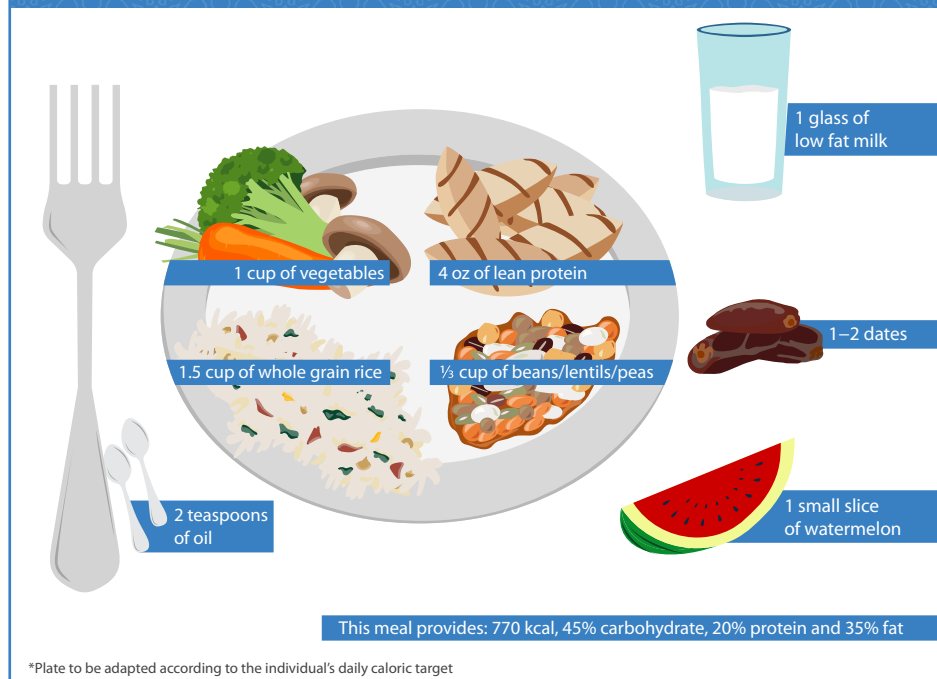 1 glass of
low fat milk
1 cup of vegetables
4 oz of lean protein
1–2 dates
1.5 cup of whole grain rice
⅓ cup of beans/lentils/peas
2 teaspoons
of oil
1 small slice
of watermelon
This meal provides: 770 kcal, 45% carbohydrate, 20% protein and 35% fat
*Plate to be adapted according to the individual's daily caloric target